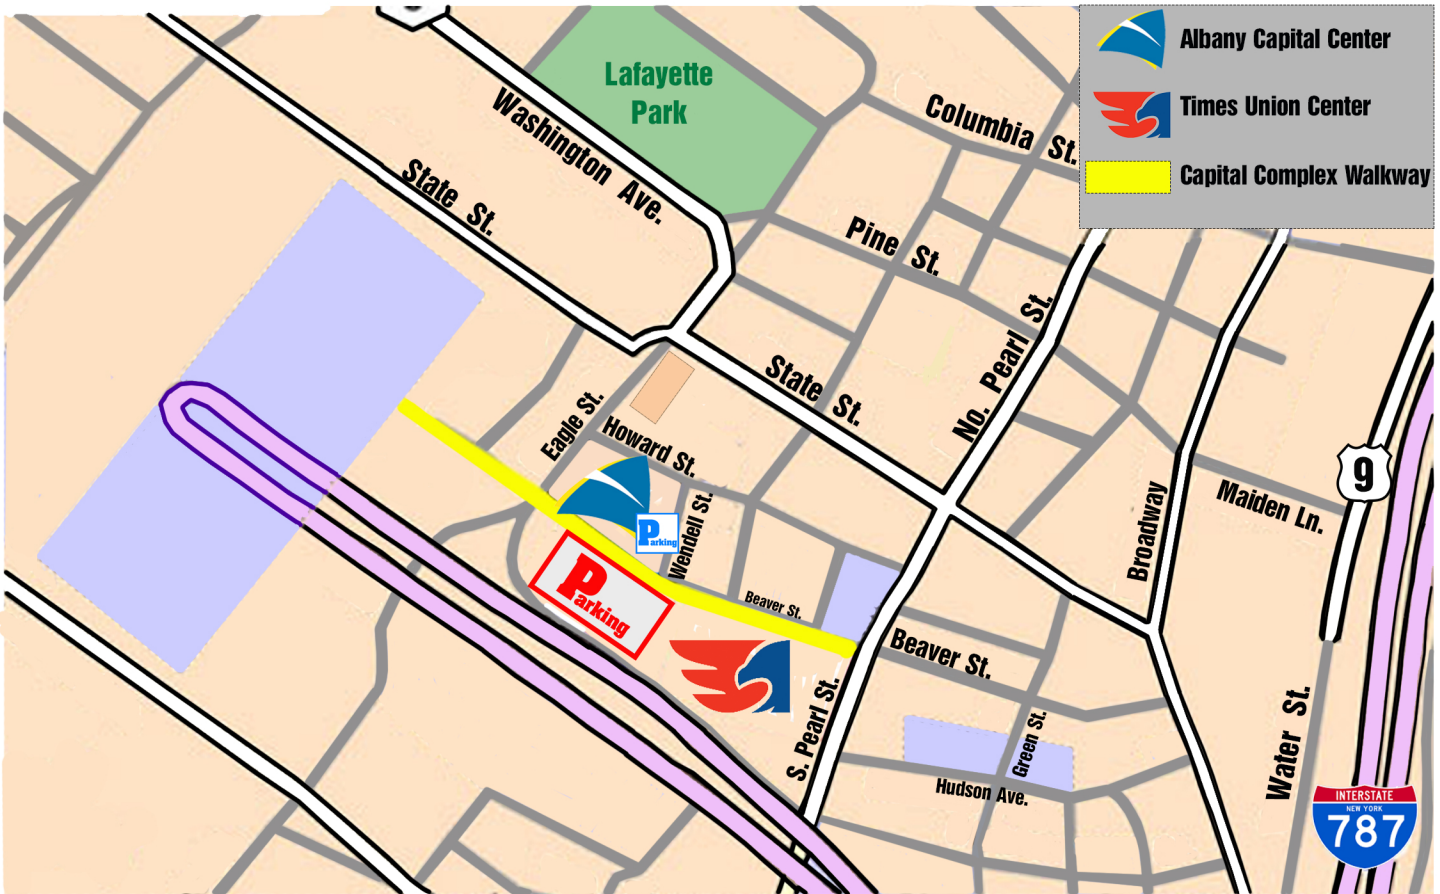 Albany Capital Center
Times Union Center
Capital Complex Walkway
Lafayette
Park
Washington Ave.
Columbia St.
State St.
Pine St.
No. Pearl St.
State St.
Eagle St.
Howard St.
9
Maiden Ln.
Broadway
Wendell St.
Parking
Parking
Beaver St.
Beaver St.
S. Pearl St.
Green St.
Hudson Ave.
Water St.
INTERSTATE
NEW YORK
787